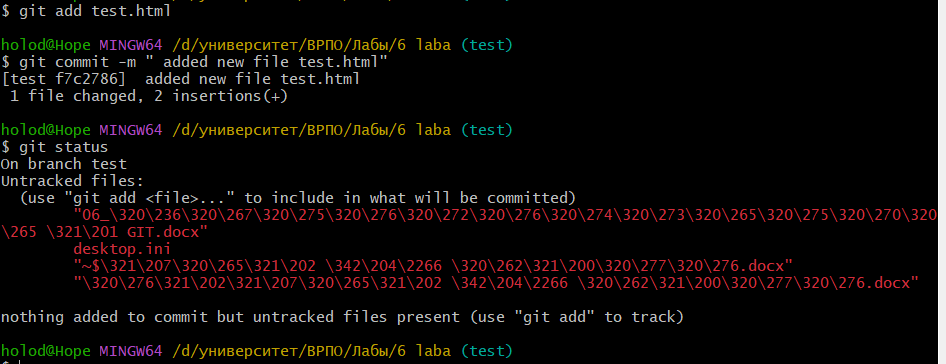 $ git add test.html
holod@Hope MINGW64 /d/университет/ВРПО/Лабы/6 laba (test)
$ git commit -m " added new file test.html"
[test f7c2786]  added new file test.html
 1 file changed, 2 insertions(+)
holod@Hope MINGW64 /d/университет/ВРПО/Лабы/6 laba (test)
$ git status
On branch test
Untracked files:
  (use "git add <file>..." to include in what will be committed)
        "06_\320\236\320\267\320\275\320\276\320\272\320\276\320\274\320\273\320\265\320\275\320\270\320
\265 \321\201 GIT.docx"
        desktop.ini
        "~$\321\207\320\265\321\202 \342\204\2266 \320\262\321\200\320\277\320\276.docx"
        "\320\276\321\202\321\207\320\265\321\202 \342\204\2266 \320\262\321\200\320\277\320\276.docx"
nothing added to commit but untracked files present (use "git add" to track)
holod@Hope MINGW64 /d/университет/ВРПО/Лабы/6 laba (test)
$